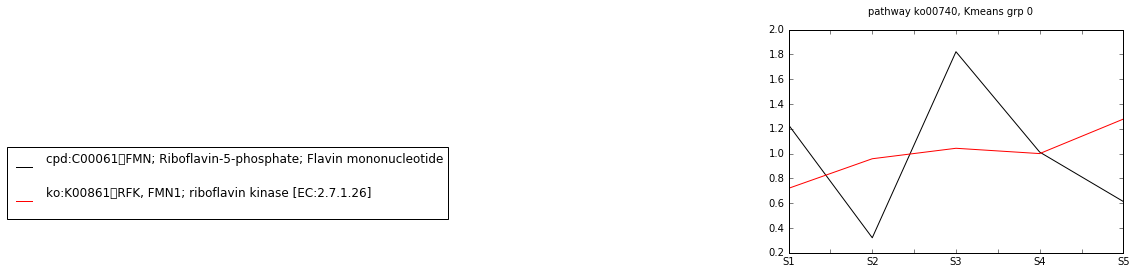 pathway ko00740, Kmeans grp 0
2.0
1.8
1.6
1.4
1.2
1.0
0.8
0.6
0.4
0.2
S1 S2 S3 S4 S5
cpd:C00061▯FMN; Riboflavin-5-phosphate; Flavin mononucleotide
ko:K00861▯RFK, FMN1; riboflavin kinase [EC:2.7.1.26]